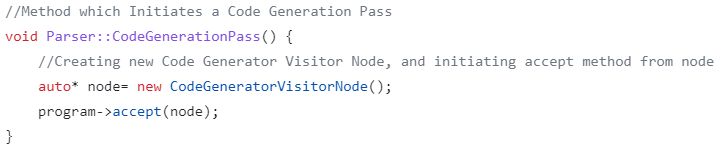 //Method which Initiates a Code Generation Pass
void Parser::CodeGenerationPass() {
    //Creating new Code Generator Visitor Node, and initiating accept method from node
    auto* node= new CodeGeneratorVisitorNode();
    program->accept(node);
}